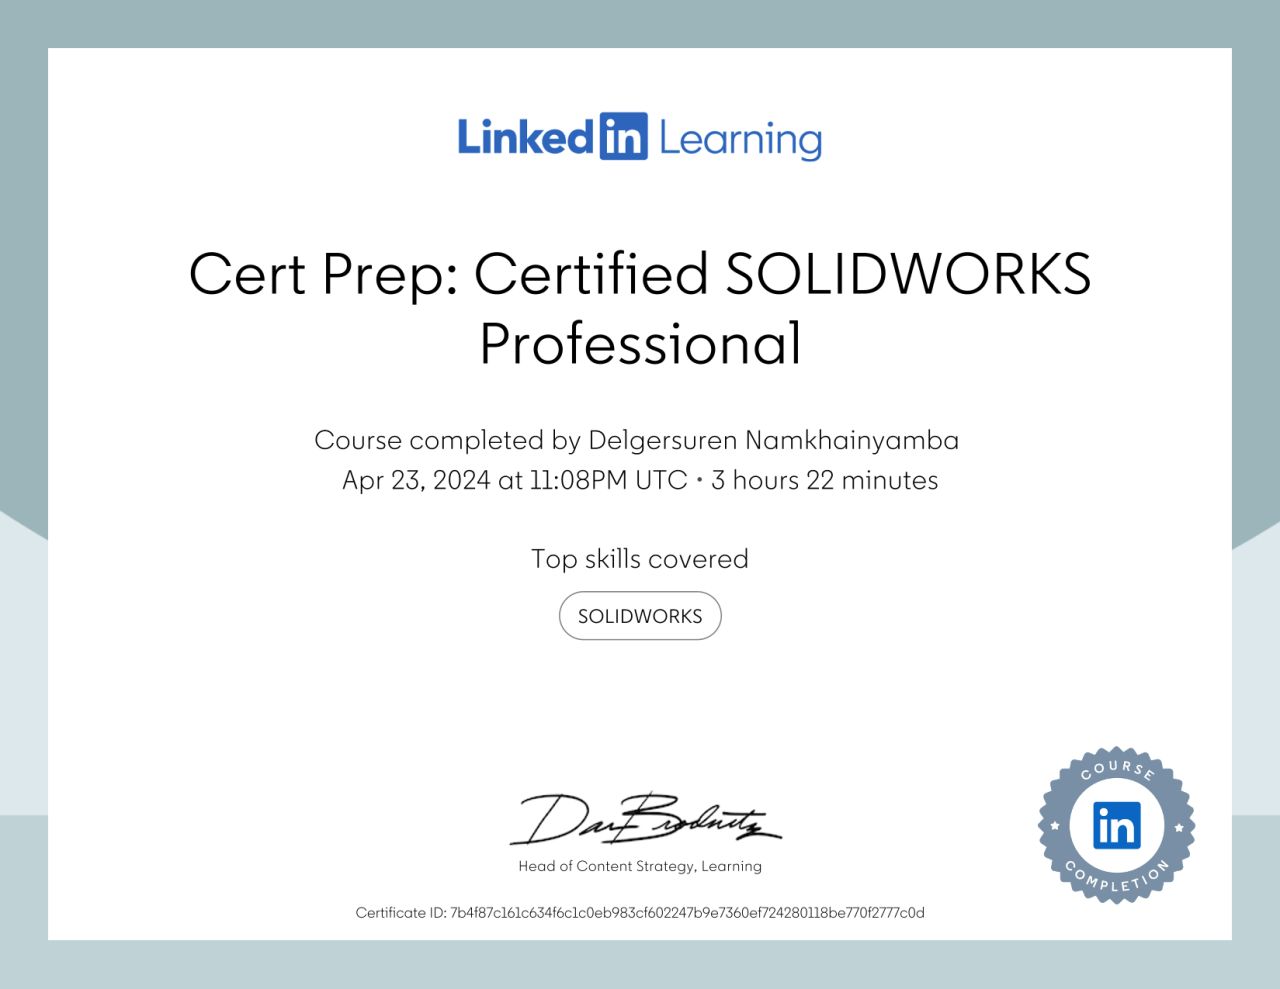 Linkedin Learning
Cert Prep: Certified SOLIDWORKS
Professional
Course completed by Delgersuren Namkhainyamba
Apr 23, 2024 at 11:08PM UTC • 3 hours 22 minutes
Top skills covered
SOLIDWORKS
Dan Brodnitz
Head of Content Strategy, Learning
COURSE
in
COMPLETION
Certificate ID: 7b4f87c161c634f6c1c0eb983cf602247b9e7360ef724280118be770f2777c0d